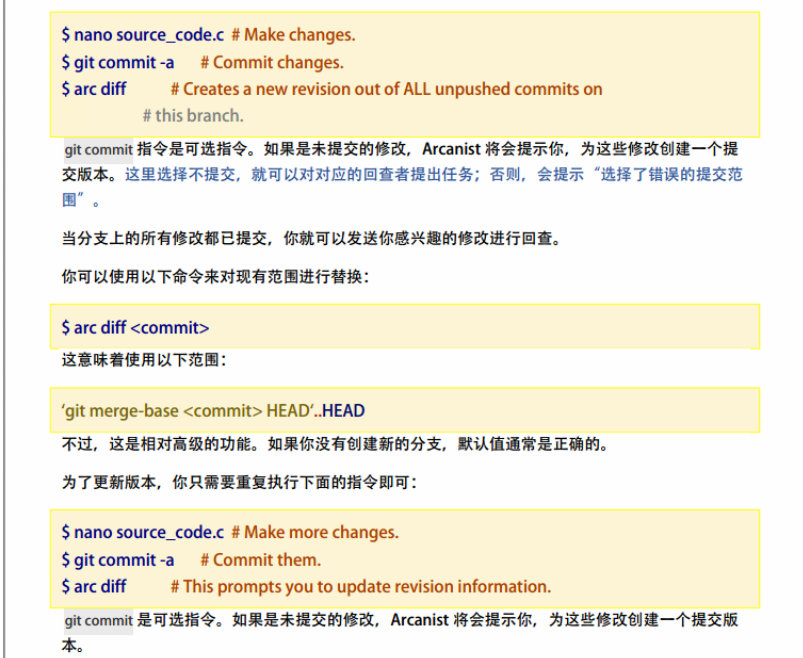 $ nano source_code.c # Make changes.
$ git commit -a # Commit changes.
$ arc diff # Creates a new revision out of ALL unpushed commits on
# this branch.
git commit 指令是可选指令。如果是未提交的修改，Arcanist 将会提示你，为这些修改创建一个提
交版本。这里选择不提交，就可以对对应的回查者提出任务；否则，会提示“选择了错误的提交范
围”。
当分支上的所有修改都已提交，你就可以发送你感兴趣的修改进行回查。
你可以使用以下命令来对现有范围进行替换：
$ arc diff <commit>
这意味着使用以下范围：
‘git merge-base <commit> HEAD’..HEAD
不过，这是相对高级的功能。如果你没有创建新的分支，默认值通常是正确的。
为了更新版本，你只需要重复执行下面的指令即可：
$ nano source_code.c # Make more changes.
$ git commit -a # Commit them.
$ arc diff # This prompts you to update revision information.
git commit 是可选指令。如果是未提交的修改，Arcanist 将会提示你，为这些修改创建一个提交版
本。